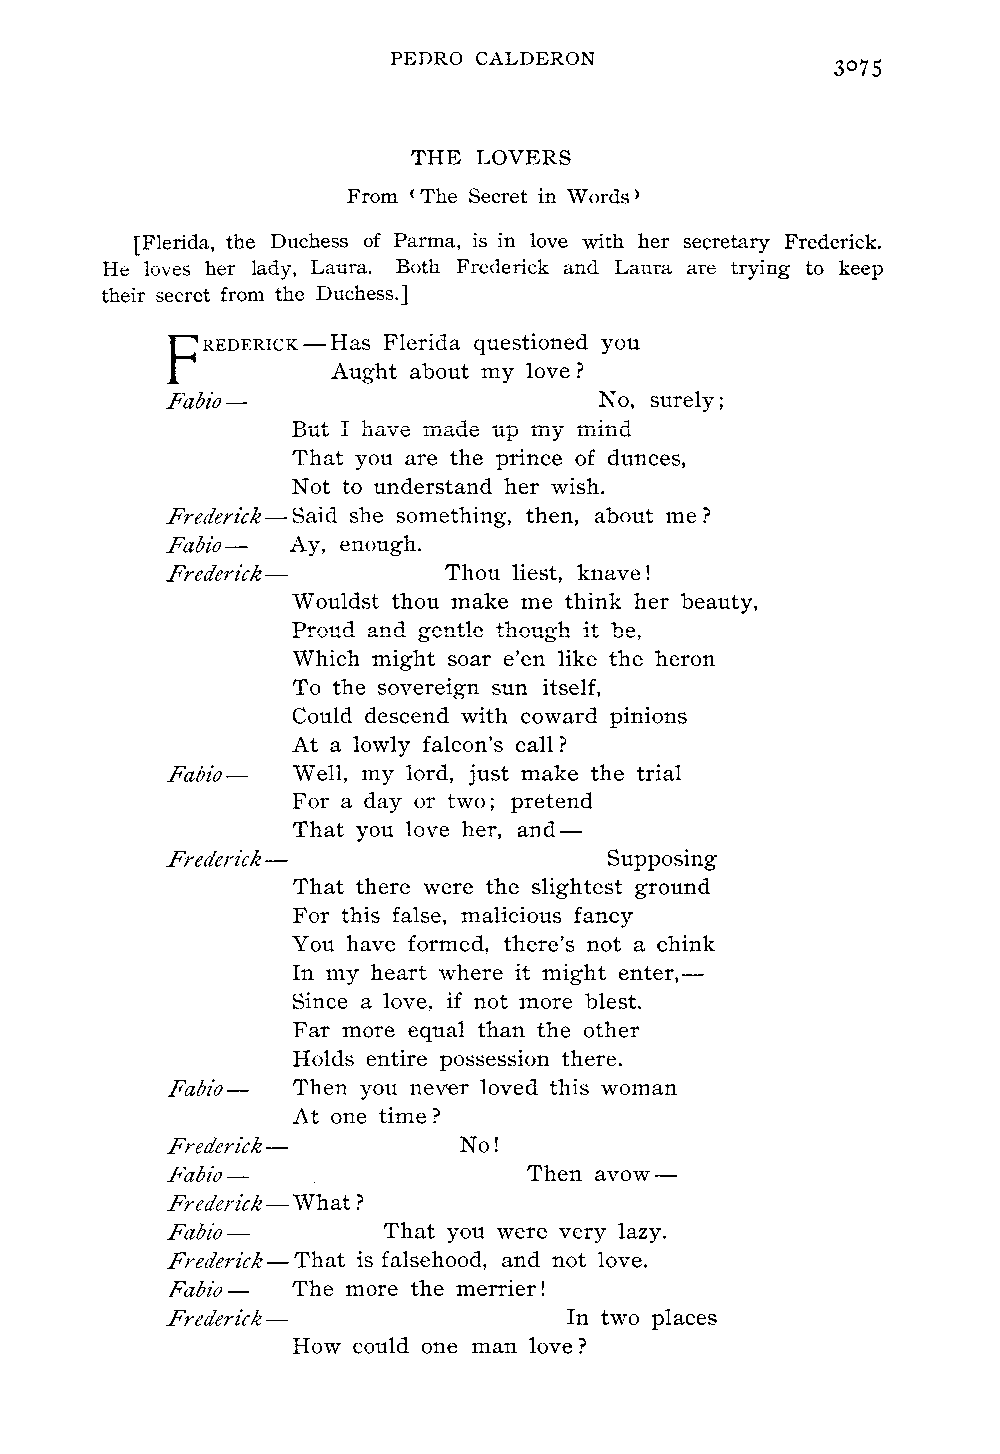 PEDRO CALDERON
3075
THE LOVERS
From ‘The Secret in Words’
[Flerida, the Duchess of Parma, is in love with her secretary Frederick.
He loves her lady, Laura. Both Frederick and Laura are trying to keep
their secret from the Duchess.]
FREDERICK—Has Flerida questioned you
Aught about my love?
Fabio— No, surely;
But I have made up my mind
That you are the prince of dunces,
Not to understand her wish.
Frederick—Said she something, then, about me?
Fabio— Ay, enough.
Frederick— Thou liest, knave!
Wouldst thou make me think her beauty,
Proud and gentle though it be,
Which might soar e’en like the heron
To the sovereign sun itself,
Could descend with coward pinions
At a lowly falcon’s call?
Fabio— Well, my lord, just make the trial
For a day or two; pretend
That you love her, and—
Frederick— Supposing
That there were the slightest ground
For this false, malicious fancy
You have formed, there’s not a chink
In my heart where it might enter,—
Since a love, if not more blest,
Far more equal than the other
Holds entire possession there.
Fabio— Then you never loved this woman
At one time?
Frederick— No!
Fabio— Then avow—
Frederick—What?
Fabio— That you were very lazy.
Frederick—That is falsehood, and not love.
Fabio— The more the merrier!
Frederick— In two places
How could one man love?